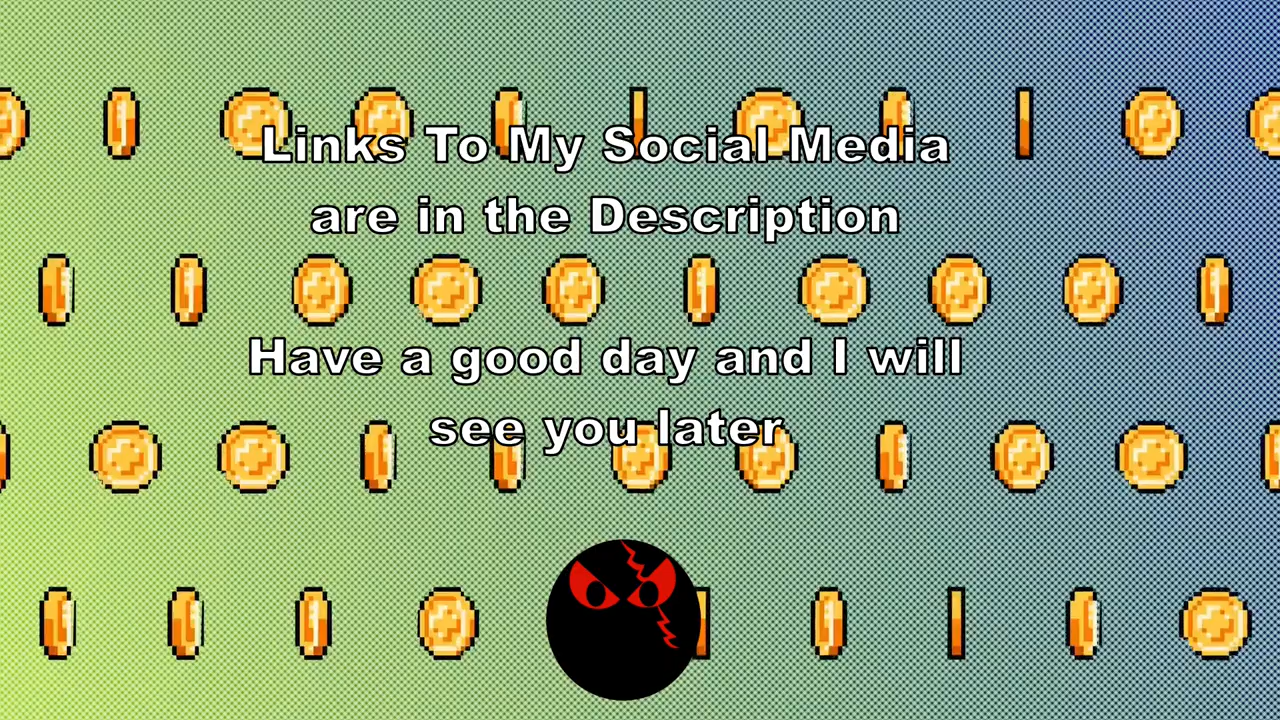 Links To My Social Media
are in the Description
Have a good day and I will
see you later